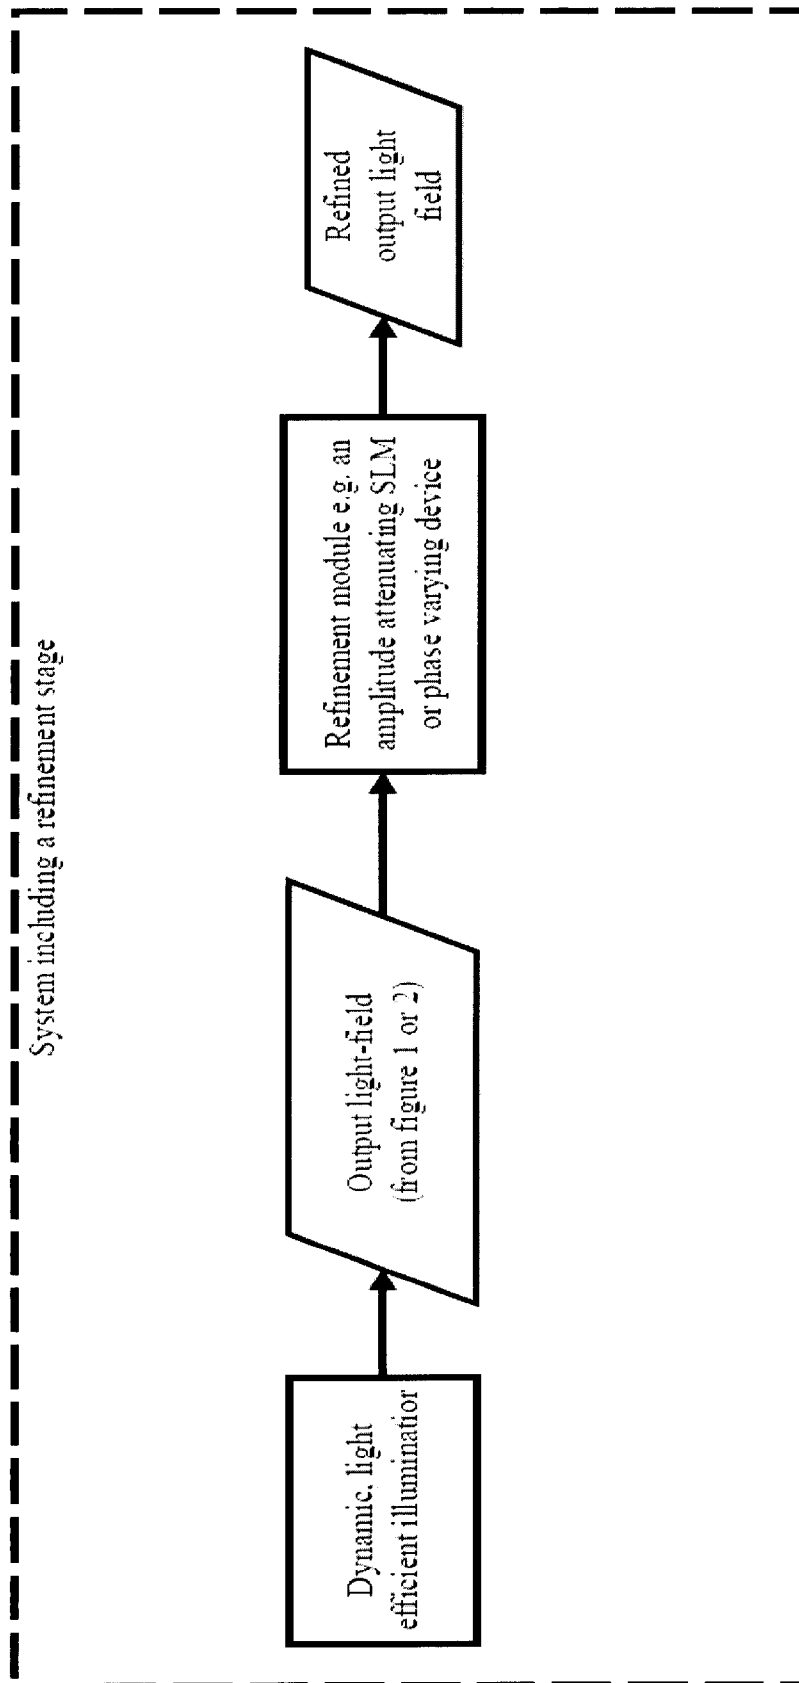 System including a refinement stage
Dynamic, light
efficient illumination
Output light-field
(from figure 1 or 2)
Refinement module e.g. an
amplitude attenuating SLM
or phase varying device
Refined
output light
field